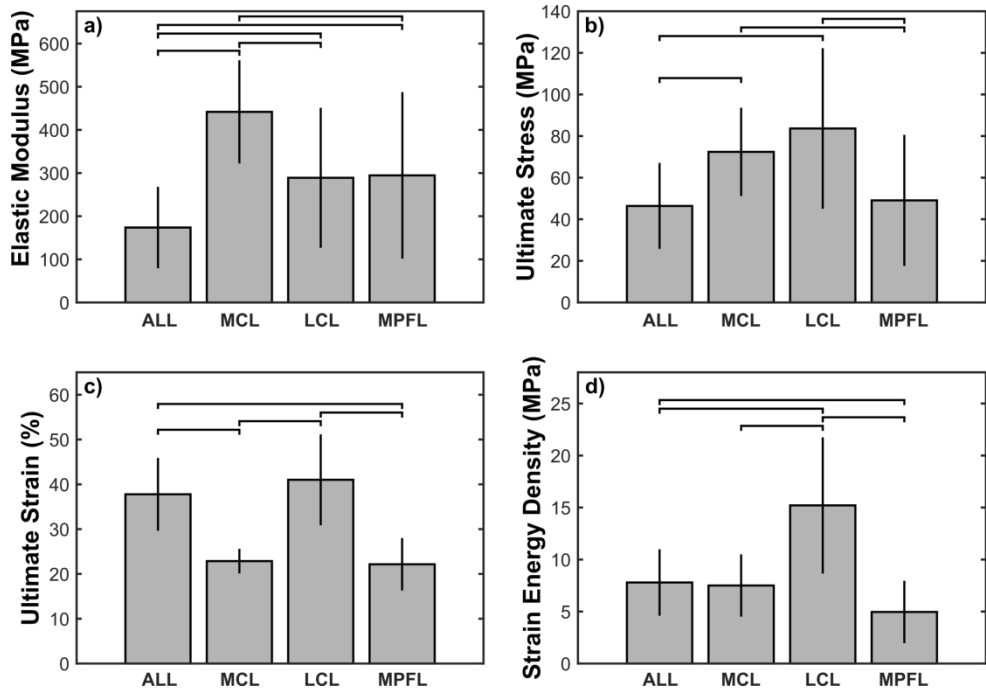 a)
Elastic Modulus (MPa)
600
500
400
300
200
100
0
ALL MCL LCL MPFL
b)
Ultimate Stress (MPa)
140
120
100
80
60
40
20
0
ALL MCL LCL MPFL
c)
Ultimate Strain (%)
60
50
40
30
20
10
0
ALL MCL LCL MPFL
d)
Strain Energy Density (MPa)
25
20
15
10
5
0
ALL MCL LCL MPFL